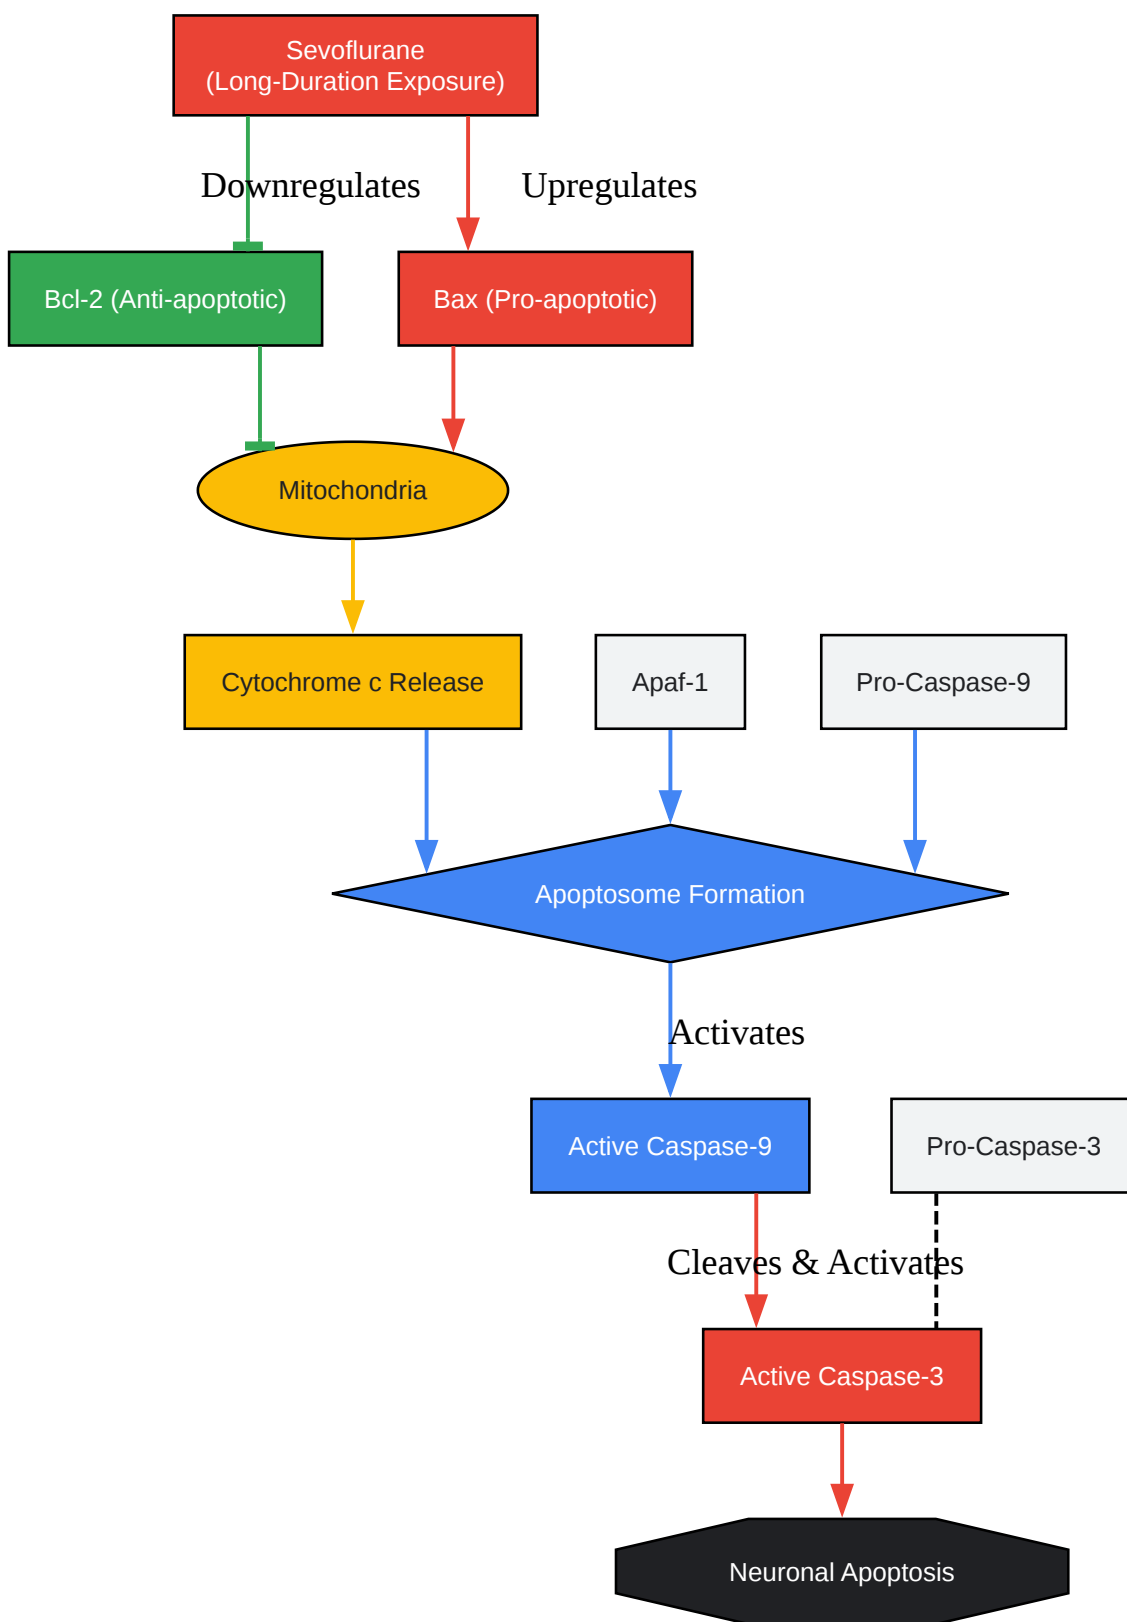 Sevoflurane
(Long-Duration Exposure)
Downregulates
Upregulates
Bcl-2 (Anti-apoptotic)
Bax (Pro-apoptotic)
Mitochondria
Cytochrome c Release
Apaf-1
Pro-Caspase-9
Apoptosome Formation
Activates
Active Caspase-9
Pro-Caspase-3
Cleaves & Activates
Active Caspase-3
Neuronal Apoptosis